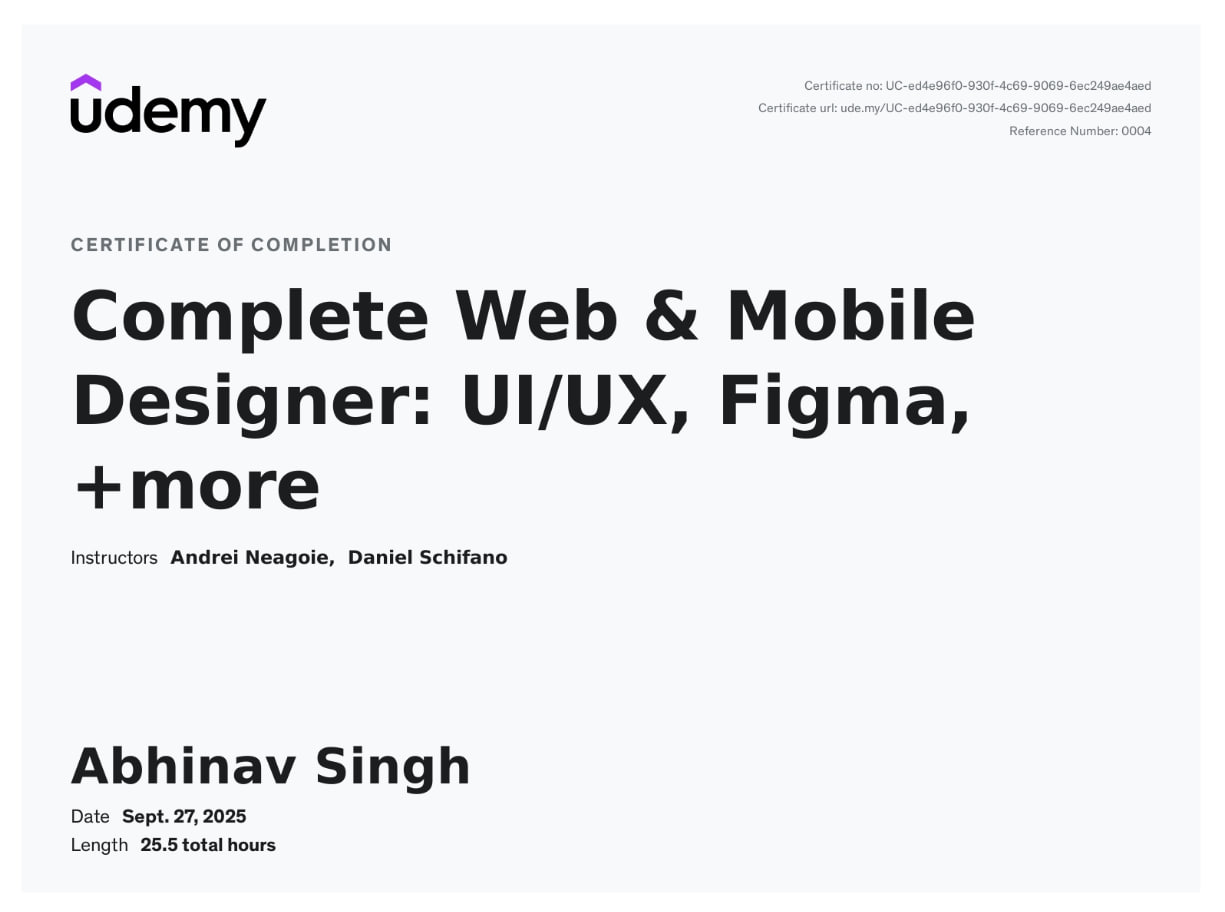 udemy
Certificate no: UC-ed4e96f0-930f-4c69-9069-6ec249ae4aed
Certificate url: ude.my/UC-ed4e96f0-930f-4c69-9069-6ec249ae4aed
Reference Number: 0004
CERTIFICATE OF COMPLETION
Complete Web & Mobile
Designer: UI/UX, Figma,
+more
Instructors Andrei Neagoie, Daniel Schifano
Abhinav Singh
Date Sept. 27, 2025
Length 25.5 total hours